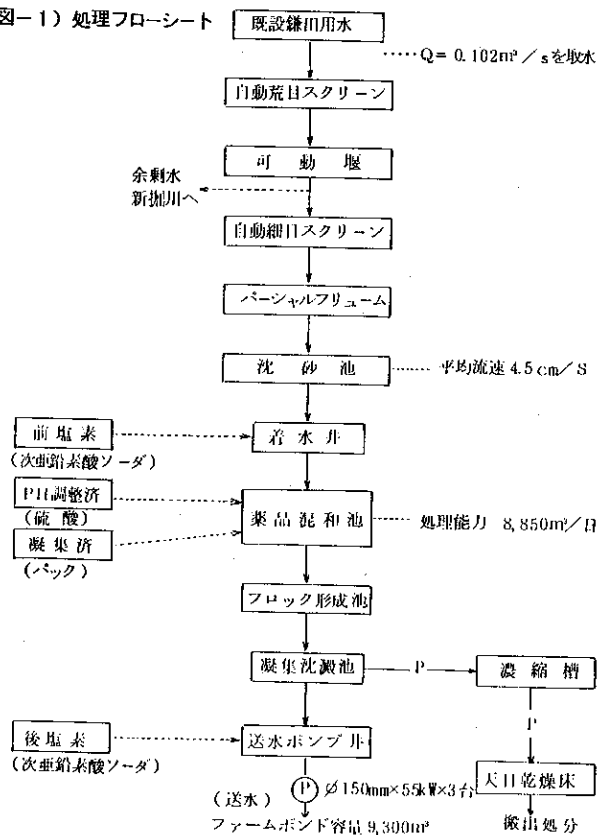 図－1）処理フローシート
既設鎌田用水
‥‥‥Q＝0.102m³／sを取水
自動荒目スクリーン
可動堰
余剰水
新拁川へ
自動細目スクリーン
パーシャルフリューム
沈砂池
‥‥‥平均流速4.5cm／S
前塩素
(次亜鉛素酸ソーダ)
着水井
PH調整済
(硫酸)
凝集済
(パック)
薬品混和池
‥‥‥処理能力 8,850m³／日
フロック形成池
凝集沈澱池
P
濃縮槽
P
後塩素
(次亜鉛素酸ソーダ)
送水ポンプ井
天日乾燥床
(送水)
P
∅150mm×55kW×3台
ファームポンド容量9,300m³
搬出処分